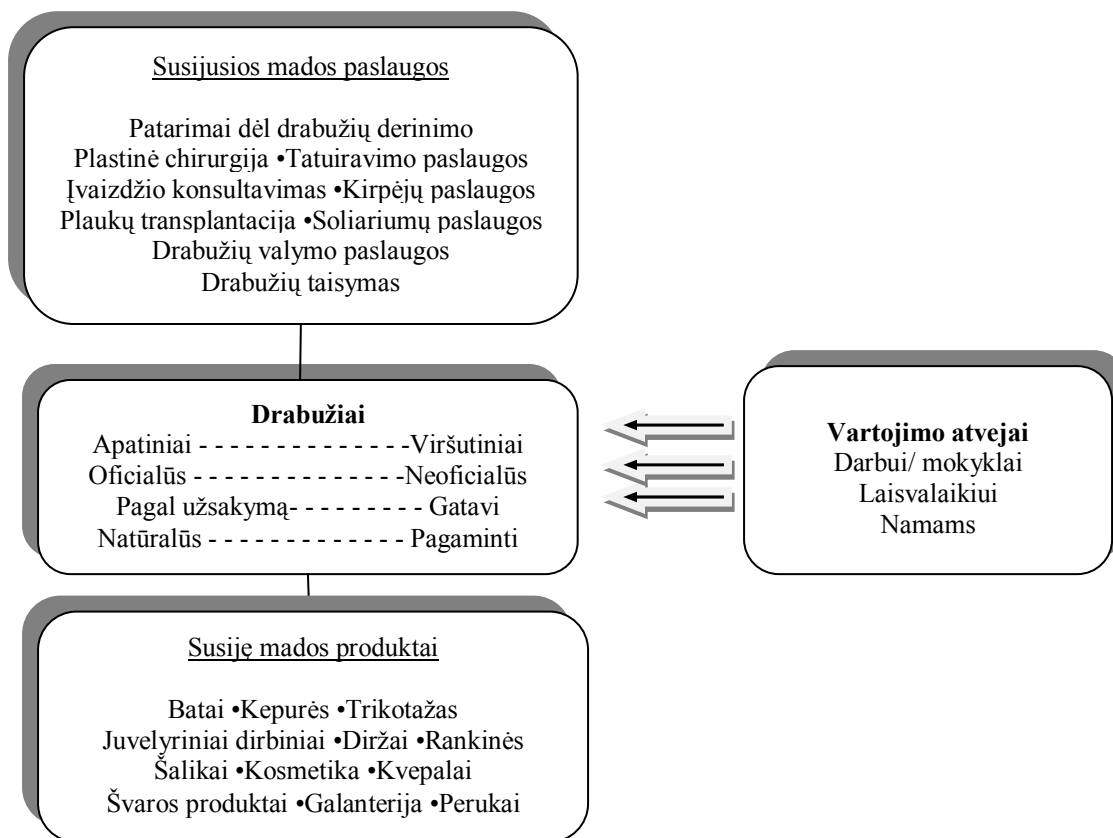 Susijusios mados paslaugos
Patarimai dėl drabužių derinimo
Plastinė chirurgija •Tatuiravimo paslaugos
Įvaizdžio konsultavimas •Kirpėjų paslaugos
Plaukų transplantacija •Soliariumų paslaugos
Drabužių valymo paslaugos
Drabužių taisymas
Drabužiai
Apatiniai - - - - - - - - - - - - - -Viršutiniai
Oficialūs - - - - - - - - - - - - - -Neoficialūs
Pagal užsakymą- - - - - - - - - Gatavi
Natūralūs - - - - - - - - - - - - - Pagaminti
Vartojimo atvejai
Darbui/ mokyklai
Laisvalaikiui
Namams
Susiję mados produktai
Batai •Kepurės •Trikotažas
Juvelyriniai dirbiniai •Diržai •Rankinės
Šalikai •Kosmetika •Kvepalai
Švaros produktai •Galanterija •Perukai